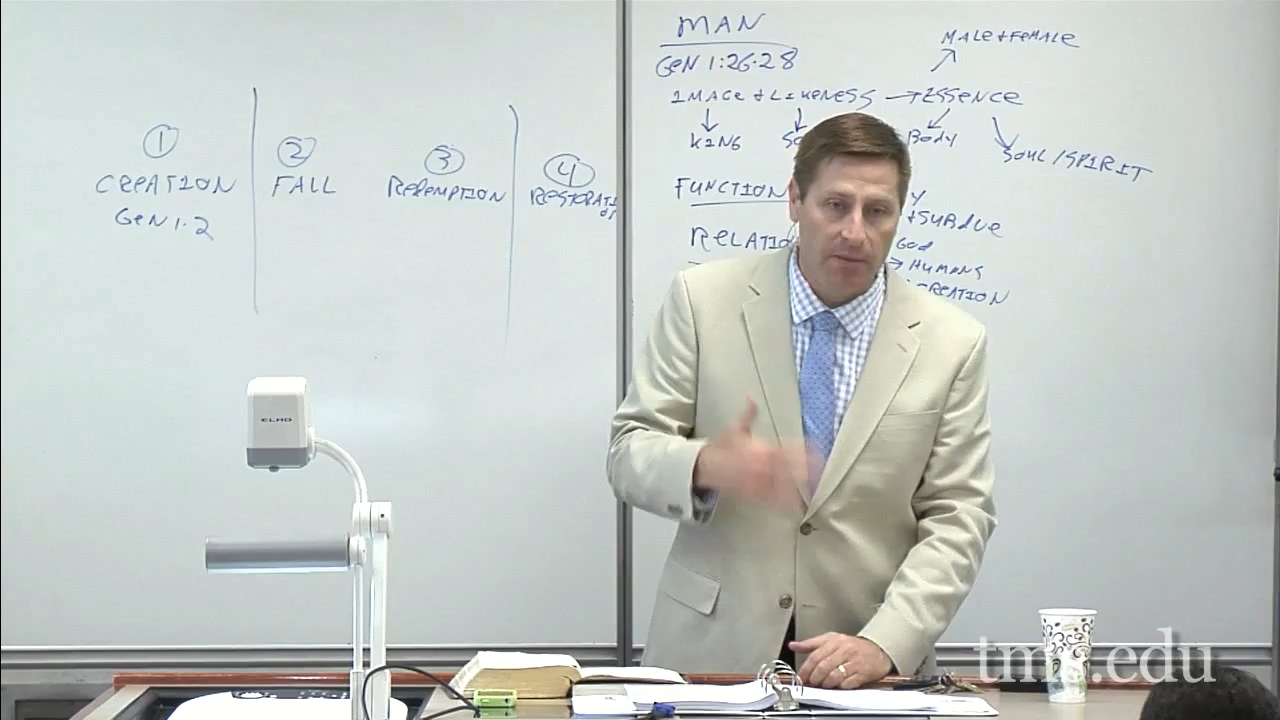 ① ② ③ ④
CREATION FALL REDEMPTION
GEN 1-2
MAN
GEN 1:26-28
MALE + FEMALE
IMAGE + LIKENESS → ESSENCE
KING
BODY
SOUL/SPIRIT
FUNCTION
+ SUBDUE
GOD
→ HUMANS
CREATION
ELMO
tms.edu